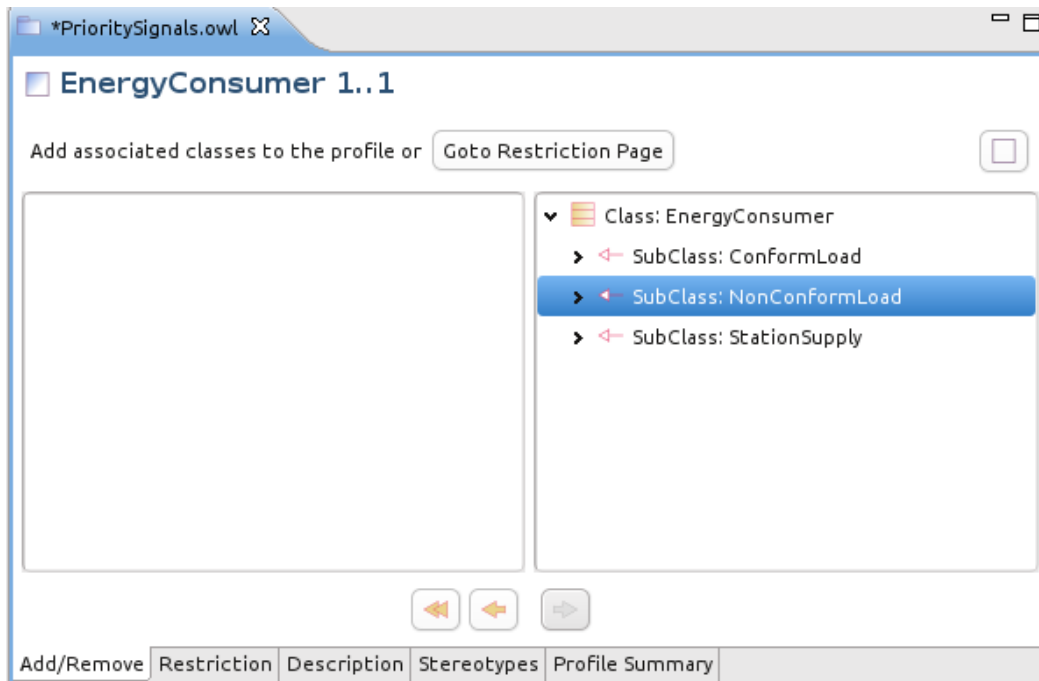 *PrioritySignals.owl
EnergyConsumer 1..1
Add associated classes to the profile or Goto Restriction Page
Class: EnergyConsumer
SubClass: ConformLoad
SubClass: NonConformLoad
SubClass: StationSupply
Add/Remove Restriction Description Stereotypes Profile Summary